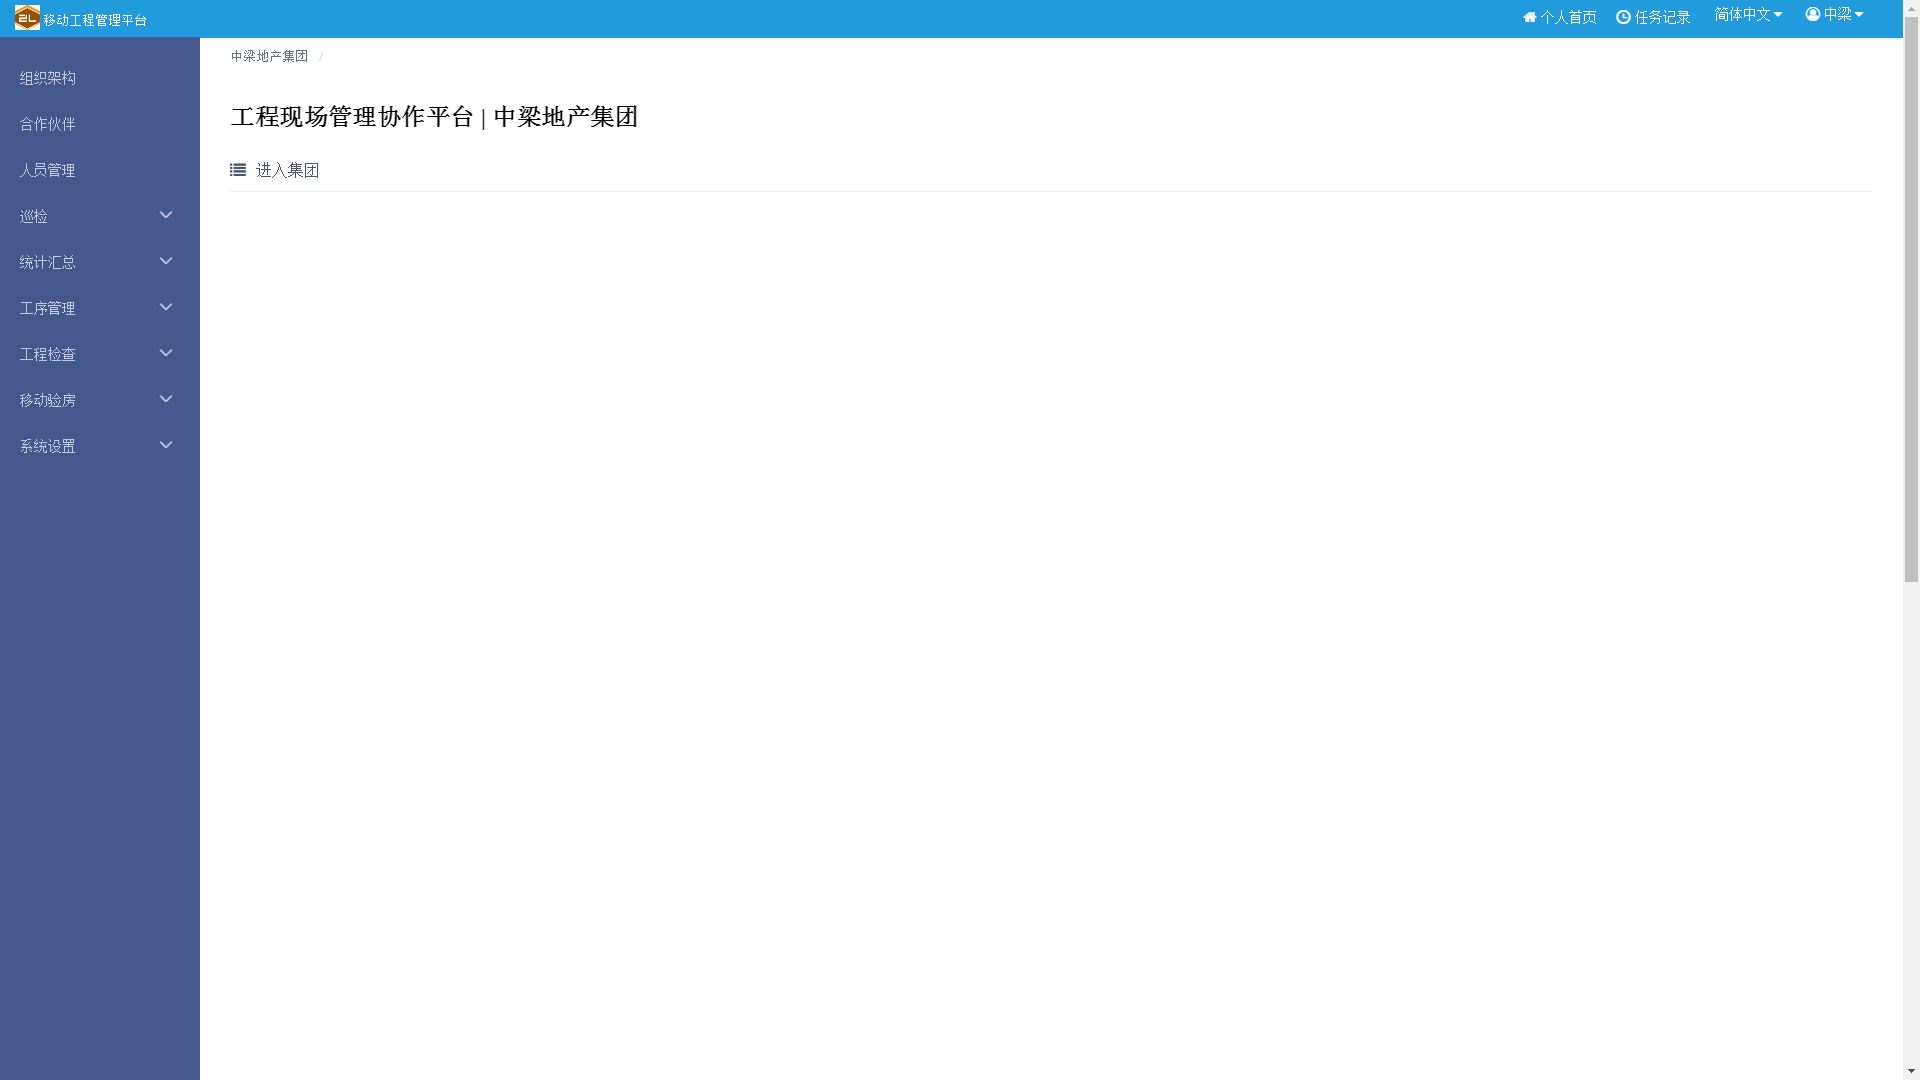 移动工程管理平台
个人首页
任务记录
简体中文
中梁
组织架构
合作伙伴
人员管理
巡检
统计汇总
工序管理
工程检查
移动验房
系统设置
中梁地产集团 /
工程现场管理协作平台 | 中梁地产集团
进入集团